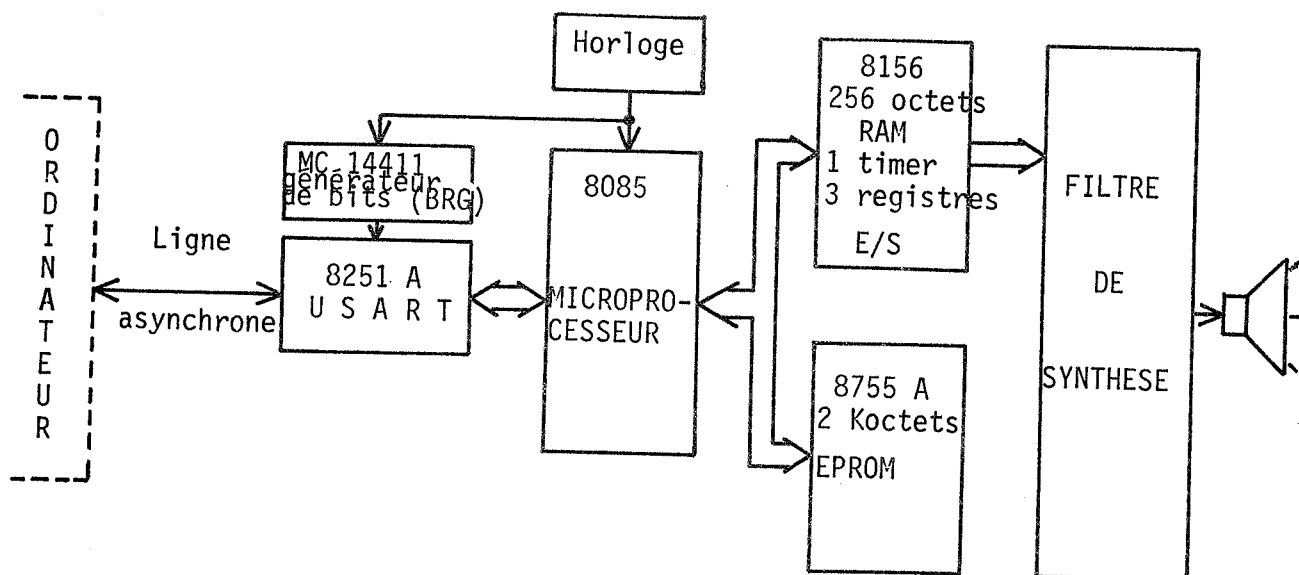 Horloge
ORDINATEUR
Ligne
asynchrone
MC 14411
générateur
de bits (BRG)
8251 A
U S A R T
8085
MICROPRO-
CESSEUR
8156
256 octets
RAM
1 timer
3 registres
E/S
8755 A
2 Koctets
EPROM
FILTRE
DE
SYNTHESE